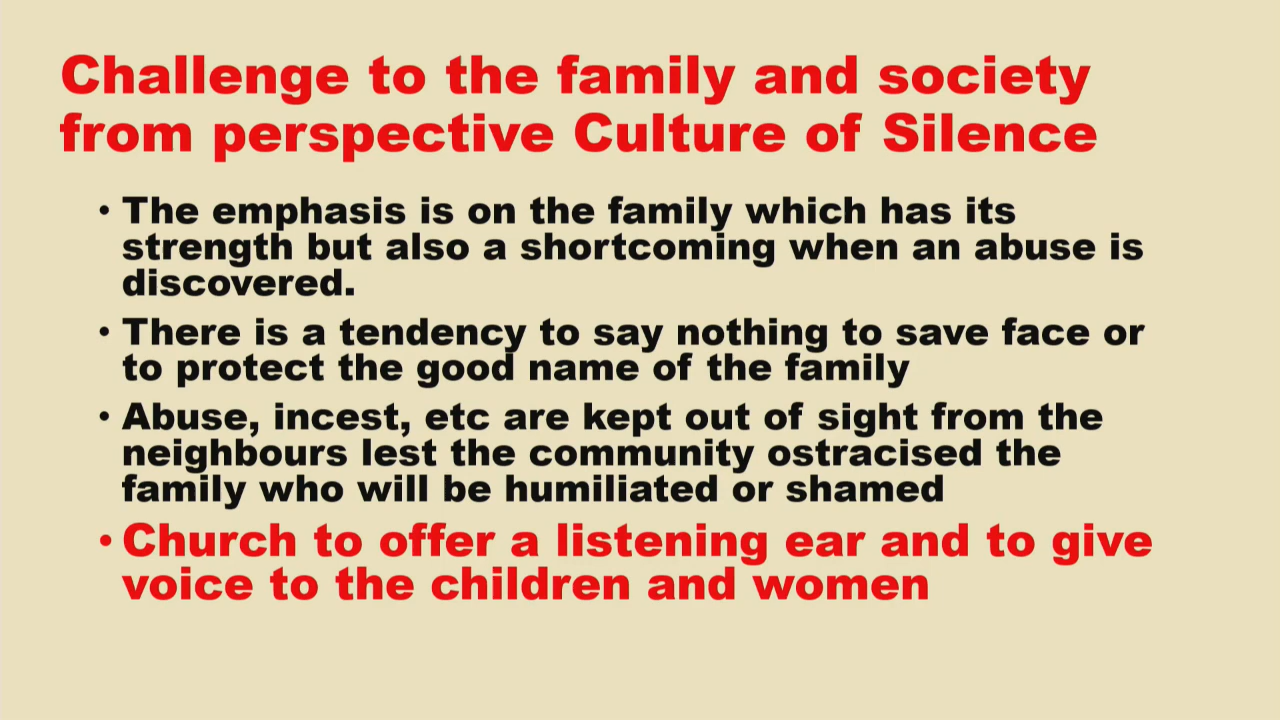 Challenge to the family and society
from perspective Culture of Silence
• The emphasis is on the family which has its
strength but also a shortcoming when an abuse is
discovered.
• There is a tendency to say nothing to save face or
to protect the good name of the family
• Abuse, incest, etc are kept out of sight from the
neighbours lest the community ostracised the
family who will be humiliated or shamed
• Church to offer a listening ear and to give
voice to the children and women